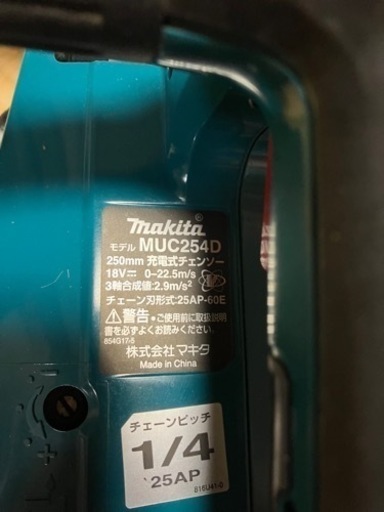 makita®
モデル MUC254D
250mm 充電式チェンソー
18V⎓ 0–22.5m/s
3軸合成値:2.9m/s²
チェーン刃形式:25AP-60E
⚠警告・ご使用前に取扱説明
書を必ずよくお読みください。
854G17-5
株式会社マキタ
Made in China
チェーンピッチ
1/4
25AP
816U41-0